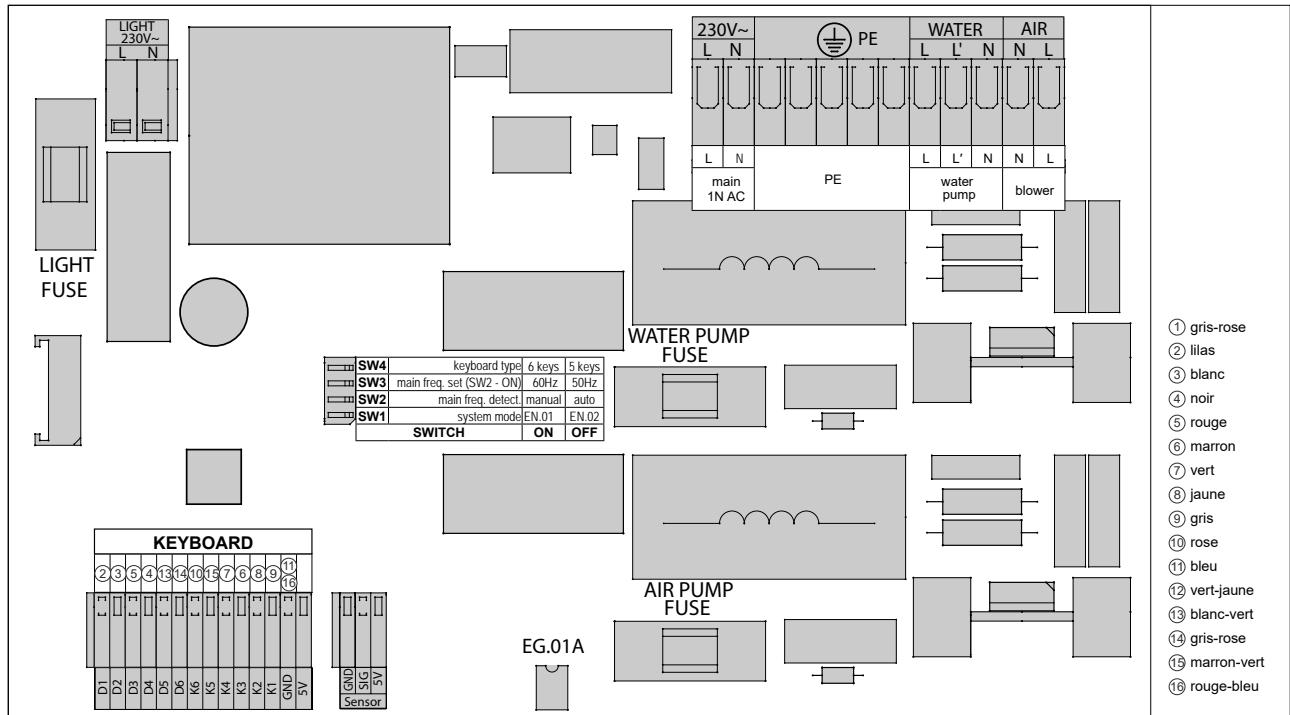 LIGHT
230V~
L N
230V~ PE WATER AIR
L N L L' N N L
L N PE L L' N N L
main
1N AC
water
pump
blower
LIGHT
FUSE
WATER PUMP
FUSE
SW4 keyboard type 6 keys 5 keys
SW3 main freq. set (SW2 - ON) 60Hz 50Hz
SW2 main freq. detect. manual auto
SW1 system mode EN.01 EN.02
SWITCH ON OFF
KEYBOARD
2 3 5 4 13 14 10 15 7 6 8 9 11 16
D1 D2 D3 D4 D5 D6 K6 K5 K4 K3 K2 K1 GND 5V
GND SIG 5V
Sensor
EG.01A
AIR PUMP
FUSE
1 gris-rose
2 lilas
3 blanc
4 noir
5 rouge
6 marron
7 vert
8 jaune
9 gris
10 rose
11 bleu
12 vert-jaune
13 blanc-vert
14 gris-rose
15 marron-vert
16 rouge-bleu